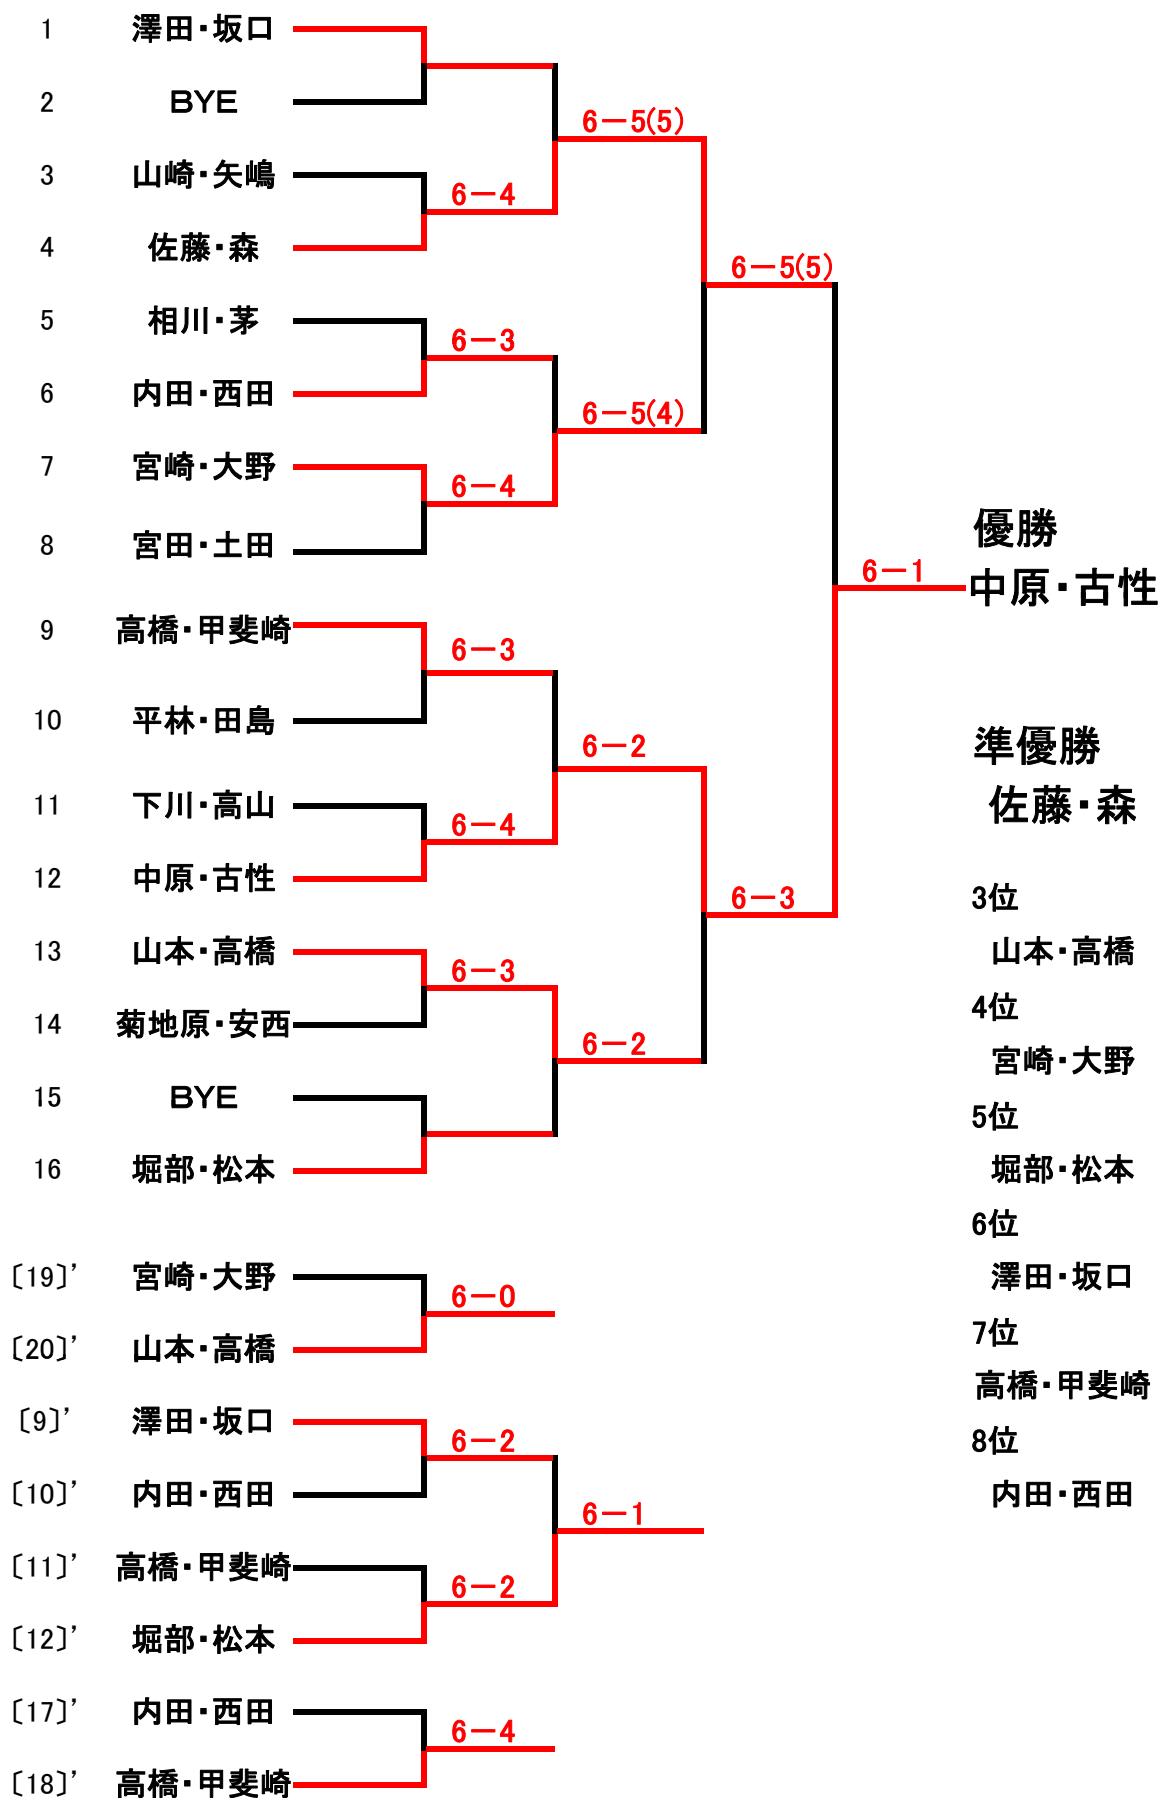 1 澤田・坂口
2 BYE
6－5(5)
3 山崎・矢嶋
6－4
4 佐藤・森
6－5(5)
5 相川・茅
6－3
6 内田・西田
6－5(4)
7 宮崎・大野
6－4
8 宮田・土田
優勝
6－1
中原・古性
9 高橋・甲斐崎
6－3
10 平林・田島
6－2
準優勝
佐藤・森
11 下川・高山
6－4
12 中原・古性
6－3
3位
13 山本・高橋
山本・高橋
6－3
4位
14 菊地原・安西
6－2
宮崎・大野
15 BYE
5位
16 堀部・松本
堀部・松本
6位
〔19〕’ 宮崎・大野
澤田・坂口
6－0
7位
〔20〕’ 山本・高橋
高橋・甲斐崎
〔9〕’ 澤田・坂口
6－2
8位
〔10〕’ 内田・西田
内田・西田
6－1
〔11〕’ 高橋・甲斐崎
6－2
〔12〕’ 堀部・松本
〔17〕’ 内田・西田
6－4
〔18〕’ 高橋・甲斐崎